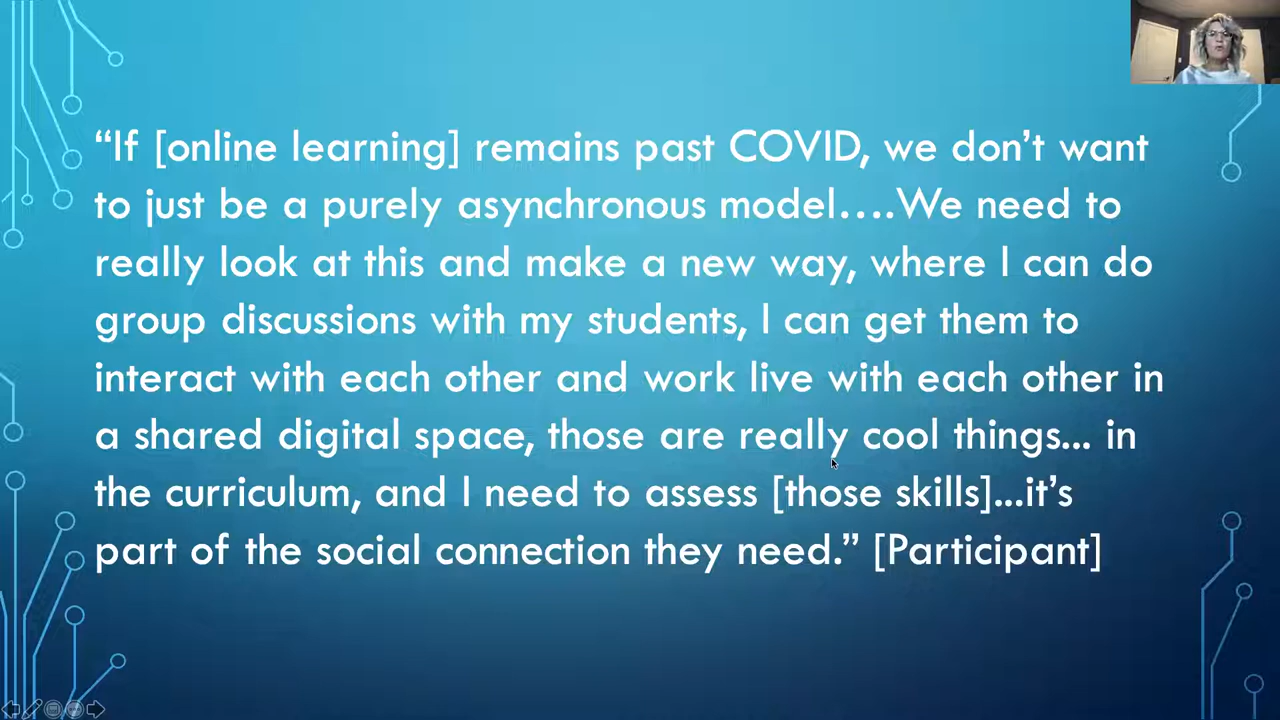 “If [online learning] remains past COVID, we don’t want
to just be a purely asynchronous model….We need to
really look at this and make a new way, where I can do
group discussions with my students, I can get them to
interact with each other and work live with each other in
a shared digital space, those are really cool things... in
the curriculum, and I need to assess [those skills]...it’s
part of the social connection they need.” [Participant]